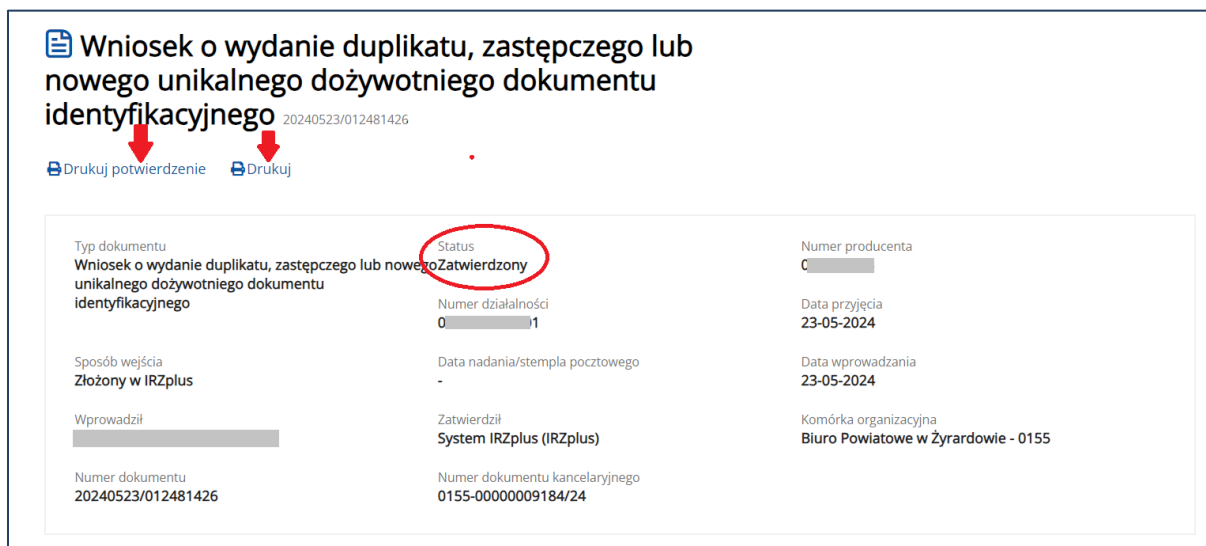 Wniosek o wydanie duplikatu, zastępczego lub
nowego unikalnego dożywotniego dokumentu
identyfikacyjnego 20240523/012481426
Drukuj potwierdzenie Drukuj
Typ dokumentu
Wniosek o wydanie duplikatu, zastępczego lub nowego
unikalnego dożywotniego dokumentu
identyfikacyjnego
Status
Zatwierdzony
Numer producenta
0
Numer działalności
0 1
Data przyjęcia
23-05-2024
Sposób wejścia
Złożony w IRZplus
Data nadania/stempla pocztowego
-
Data wprowadzania
23-05-2024
Wprowadził
Zatwierdził
System IRZplus (IRZplus)
Komórka organizacyjna
Biuro Powiatowe w Żyrardowie - 0155
Numer dokumentu
20240523/012481426
Numer dokumentu kancelaryjnego
0155-00000009184/24